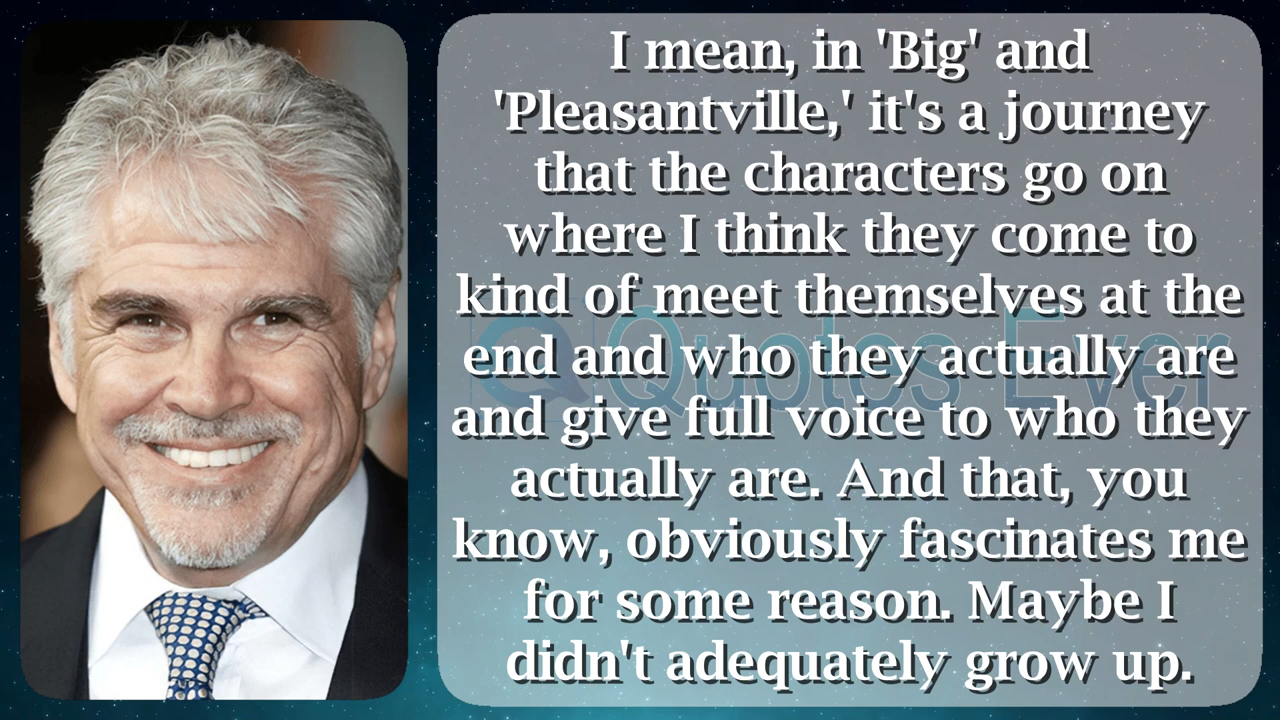 I mean, in 'Big' and
'Pleasantville,' it's a journey
that the characters go on
where I think they come to
kind of meet themselves at the
end and who they actually are
and give full voice to who they
actually are. And that, you
know, obviously fascinates me
for some reason. Maybe I
didn't adequately grow up.
Quotes Ever